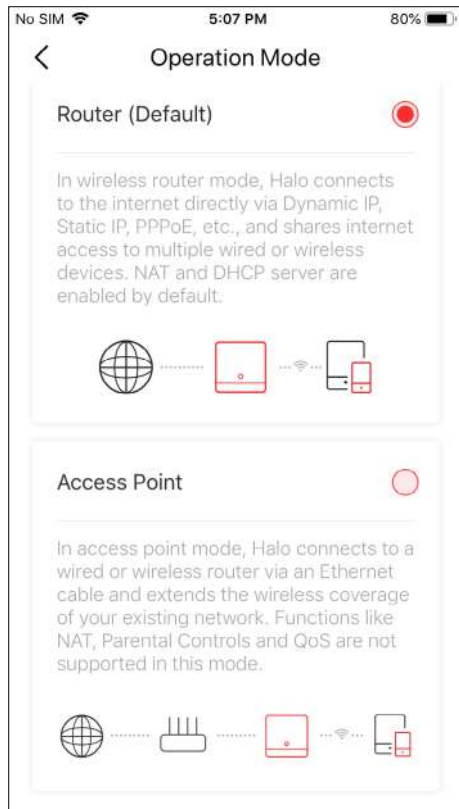 No SIM 5:07 PM 80%
Operation Mode
Router (Default)
In wireless router mode, Halo connects
to the internet directly via Dynamic IP,
Static IP, PPPoE, etc., and shares internet
access to multiple wired or wireless
devices. NAT and DHCP server are
enabled by default.
Access Point
In access point mode, Halo connects to a
wired or wireless router via an Ethernet
cable and extends the wireless coverage
of your existing network. Functions like
NAT, Parental Controls and QoS are not
supported in this mode.